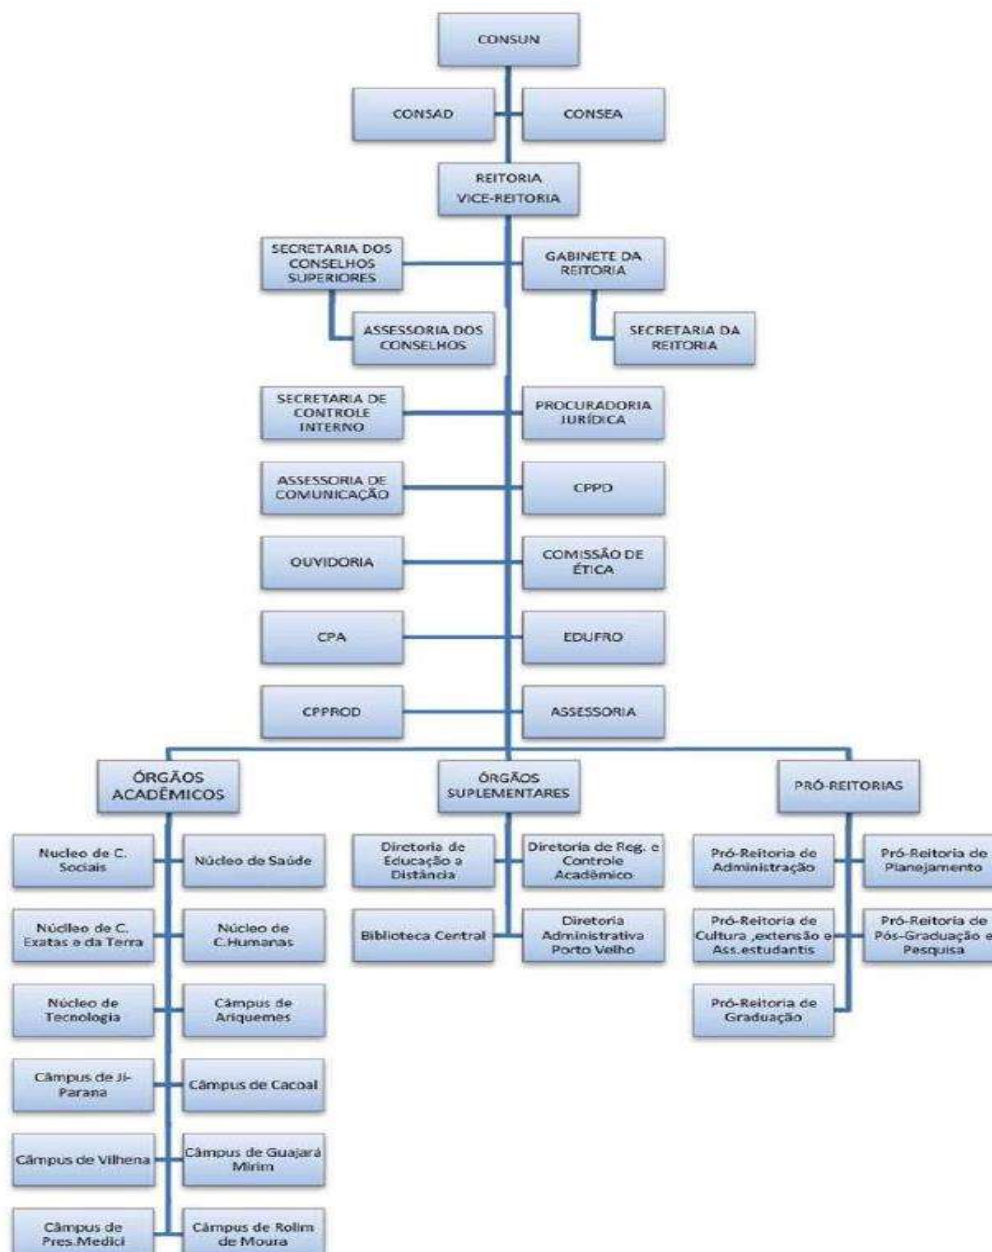 CONSUN
CONSAD
CONSEA
REITORIA
VICE-REITORIA
SECRETARIA DOS
CONSELHOS
SUPERIORES
GABINETE DA
REITORIA
ASSESSORIA DOS
CONSELHOS
SECRETARIA DA
REITORIA
SECRETARIA DE
CONTROLE
INTERNO
PROCURADORIA
JURÍDICA
ASSESSORIA DE
COMUNICAÇÃO
CPPD
OUVIDORIA
COMISSÃO DE
ÉTICA
CPA
EDUFRO
CPPROD
ASSESSORIA
ÓRGÃOS
ACADÊMICOS
ÓRGÃOS
SUPLEMENTARES
PRÓ-REITORIAS
Nucleo de C.
Sociais
Núcleo de Saúde
Diretoria de
Educação a
Distância
Diretoria de Reg. e
Controle
Acadêmico
Pró-Reitoria de
Administração
Pró-Reitoria de
Planejamento
Núclleo de C.
Exatas e da Terra
Núcleo de
C.Humanas
Biblioteca Central
Diretoria
Administrativa
Porto Velho
Pró-Reitoria de
Cultura ,extensão e
Ass.estudantis
Pró-Reitoria de
Pós-Graduação e
Pesquisa
Núcleo de
Tecnologia
Câmpus de
Ariquemes
Pró-Reitoria de
Graduação
Câmpus de Ji-
Parana
Câmpus de Cacoal
Câmpus de Vilhena
Câmpus de Guajará
Mirim
Câmpus de
Pres.Medici
Câmpus de Rolim
de Moura